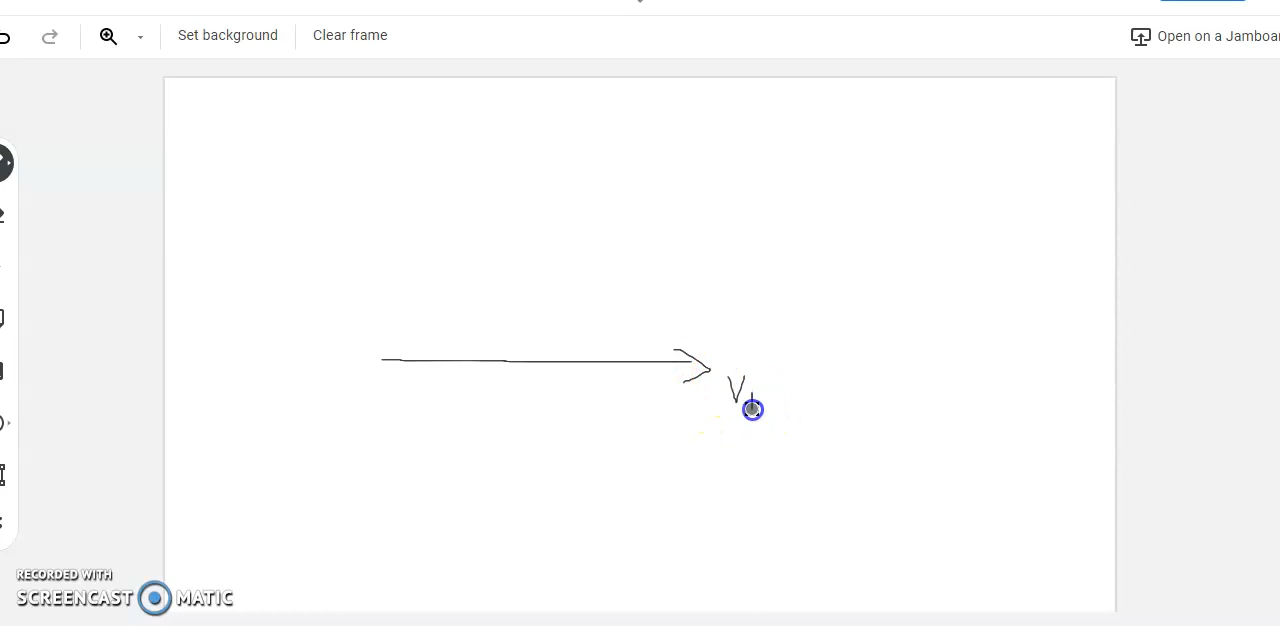 Set background
Clear frame
Open on a Jamboar
V
RECORDED WITH
SCREENCAST MATIC